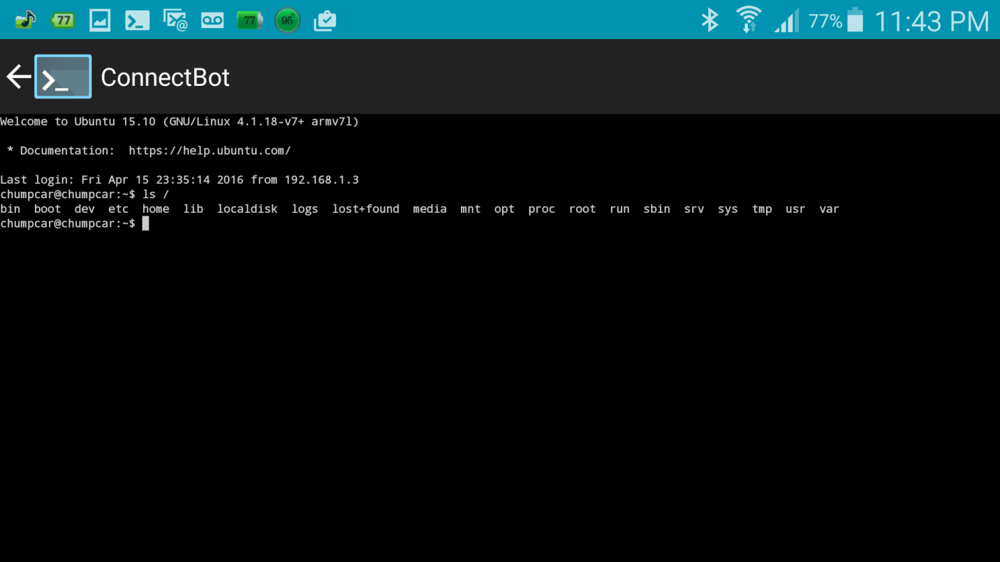 77 77 95° 77% 11:43 PM
ConnectBot
Welcome to Ubuntu 15.10 (GNU/Linux 4.1.18-v7+ armv7l)
* Documentation:  https://help.ubuntu.com/
Last login: Fri Apr 15 23:35:14 2016 from 192.168.1.3
chumpcar@chumpcar:~$ ls /
bin  boot  dev  etc  home  lib  localdisk  logs  lost+found  media  mnt  opt  proc  root  run  sbin  srv  sys  tmp  usr  var
chumpcar@chumpcar:~$